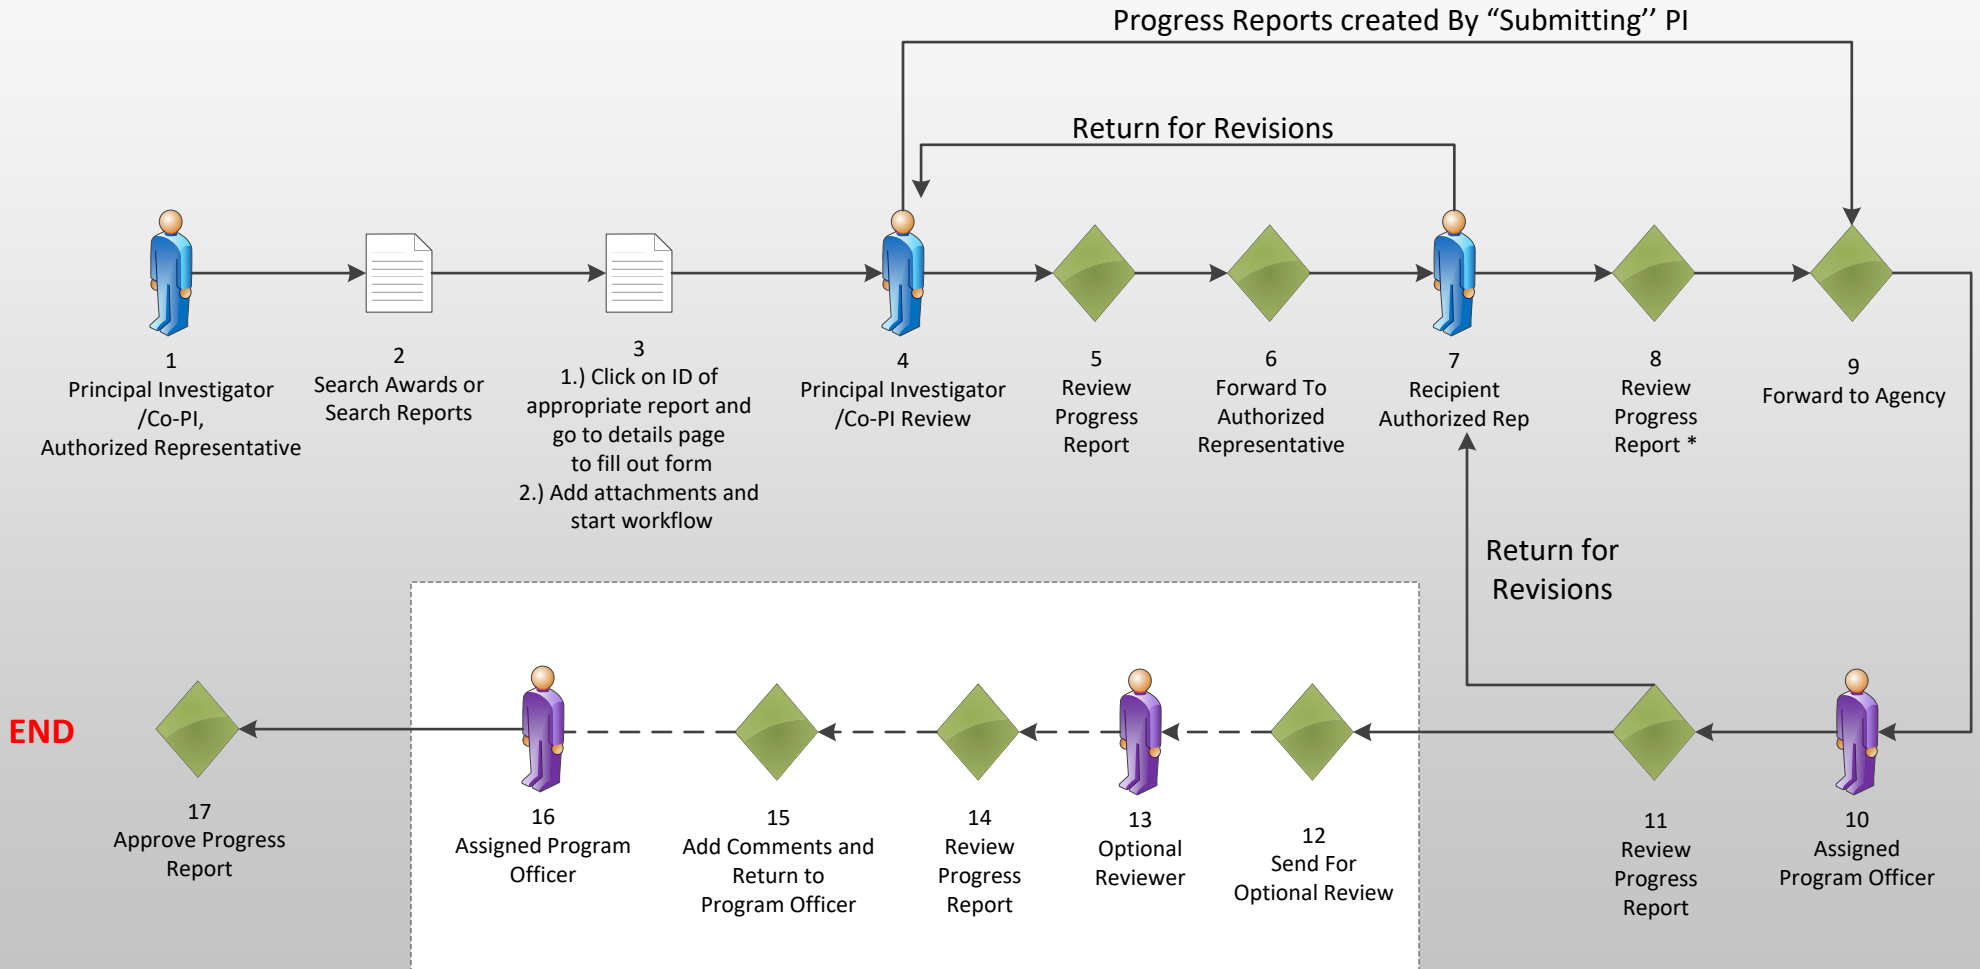 Progress Reports created By “Submitting’’ PI
Return for Revisions
1
Principal Investigator
/Co-PI,
Authorized Representative
2
Search Awards or
Search Reports
3
1.) Click on ID of
appropriate report and
go to details page
to fill out form
2.) Add attachments and
start workflow
4
Principal Investigator
/Co-PI Review
5
Review
Progress
Report
6
Forward To
Authorized
Representative
7
Recipient
Authorized Rep
8
Review
Progress
Report *
9
Forward to Agency
Return for
Revisions
END
17
Approve Progress
Report
16
Assigned Program
Officer
15
Add Comments and
Return to
Program Officer
14
Review
Progress
Report
13
Optional
Reviewer
12
Send For
Optional Review
11
Review
Progress
Report
10
Assigned
Program Officer